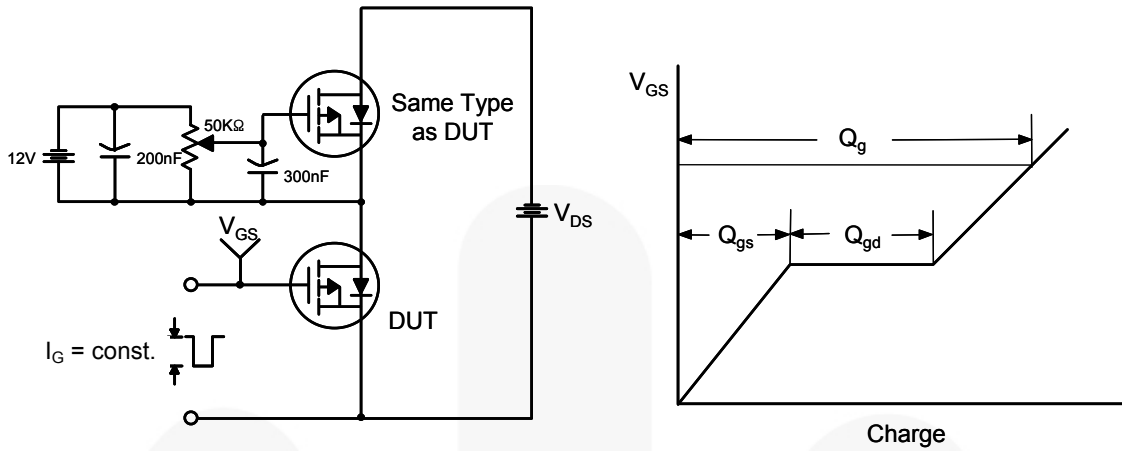 12V
200nF
50KΩ
300nF
Same Type
as DUT
V_GS
DUT
I_G = const.
V_DS
V_GS
Q_g
Q_gs
Q_gd
Charge